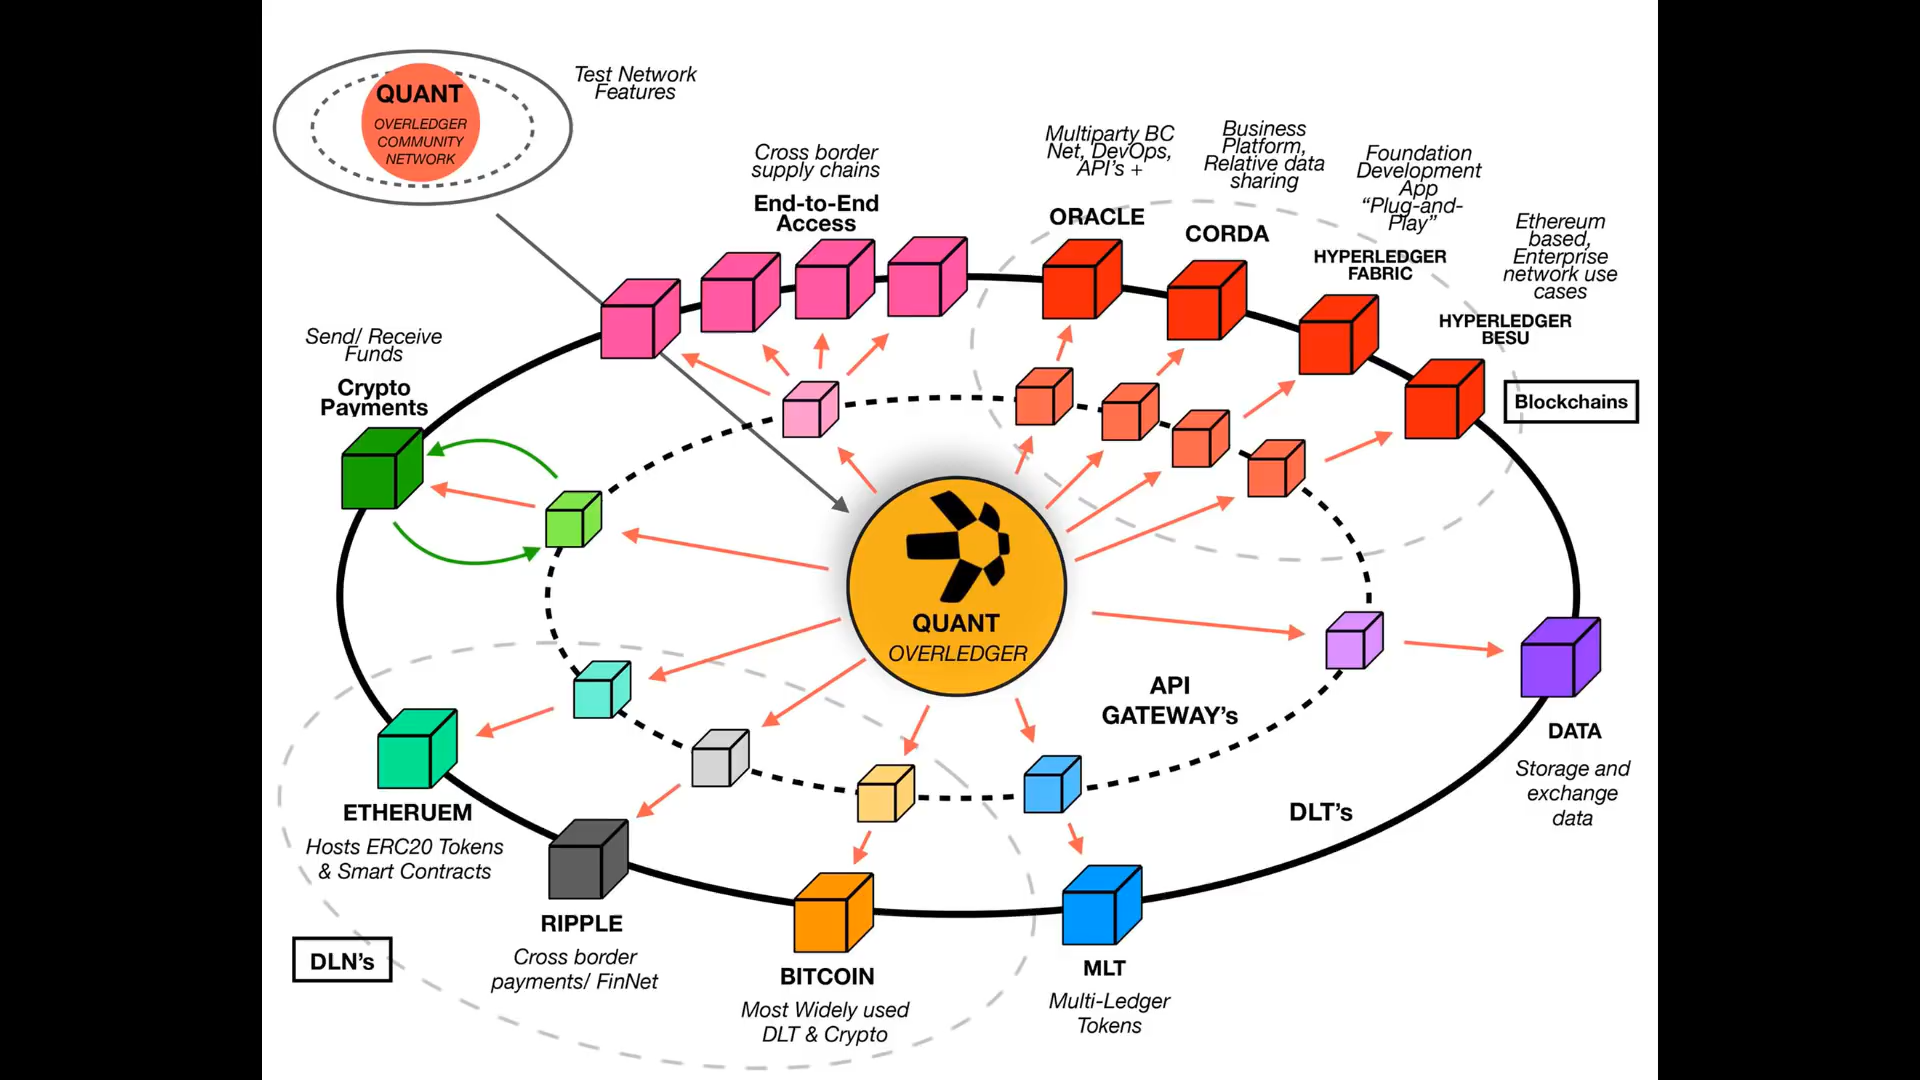 QUANT
OVERLEDGER
COMMUNITY
NETWORK
Test Network
Features
Cross border
supply chains
End-to-End
Access
Multiparty BC
Net, DevOps,
API's +
ORACLE
Business
Platform,
Relative data
sharing
CORDA
Foundation
Development
App
“Plug-and-
Play”
HYPERLEDGER
FABRIC
Ethereum
based,
Enterprise
network use
cases
HYPERLEDGER
BESU
Blockchains
Send/ Receive
Funds
Crypto
Payments
QUANT
OVERLEDGER
API
GATEWAY's
DATA
Storage and
exchange
data
DLT's
ETHERUEM
Hosts ERC20 Tokens
& Smart Contracts
RIPPLE
Cross border
payments/ FinNet
DLN's
BITCOIN
Most Widely used
DLT & Crypto
MLT
Multi-Ledger
Tokens